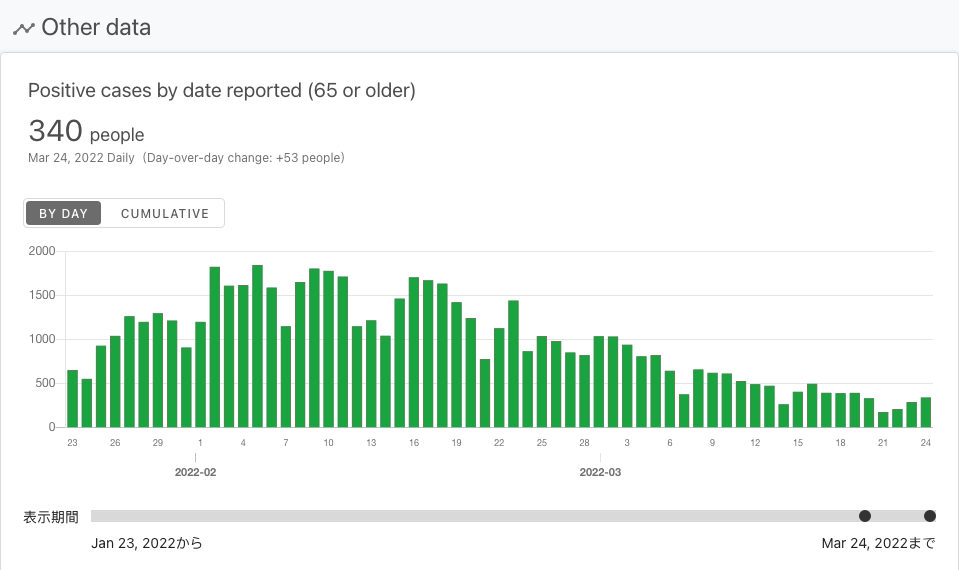 Other data
Positive cases by date reported (65 or older)
340 people
Mar 24, 2022 Daily (Day-over-day change: +53 people)
BY DAY CUMULATIVE
2000
1500
1000
500
0
23 26 29 1 4 7 10 13 16 19 22 25 28 3 6 9 12 15 18 21 24
2022-02 2022-03
表示期間
Jan 23, 2022から Mar 24, 2022まで